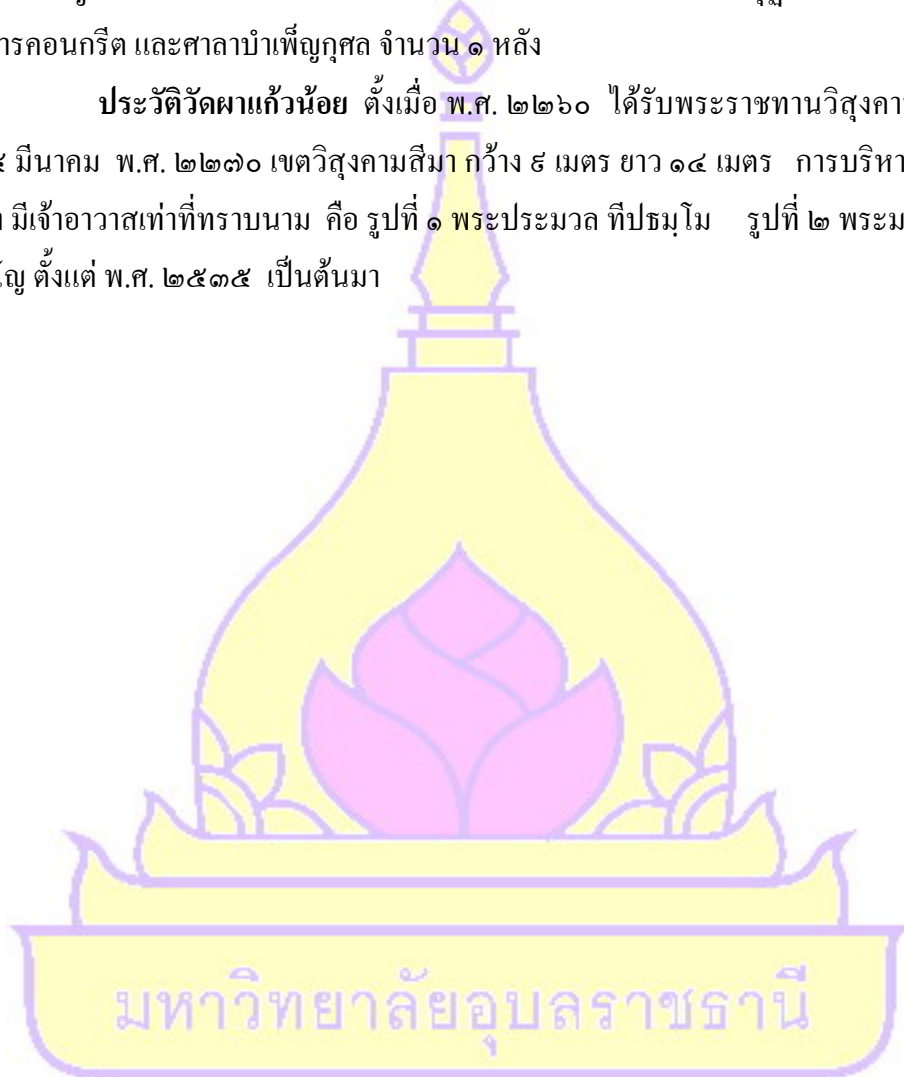 ารคอนกรีต และศาลาบำเพ็ญกุศล จำนวน ๑ หลัง
ประวัติวัดผาแก้วน้อย ตั้งเมื่อ พ.ศ. ๒๒๖๐ ได้รับพระราชทานวิสุงคาม
มีนาคม พ.ศ. ๒๒๗๐ เขตวิสุงคามสีมา กว้าง ๙ เมตร ยาว ๑๔ เมตร การบริหา
มีเจ้าอาวาสเท่าที่ทราบนาม คือ รูปที่ ๑ พระประมวล ทีปธมฺโม รูปที่ ๒ พระม
ตั้งแต่ พ.ศ. ๒๕๓๕ เป็นต้นมา
มหาวิทยาลัยอุบลราชธานี